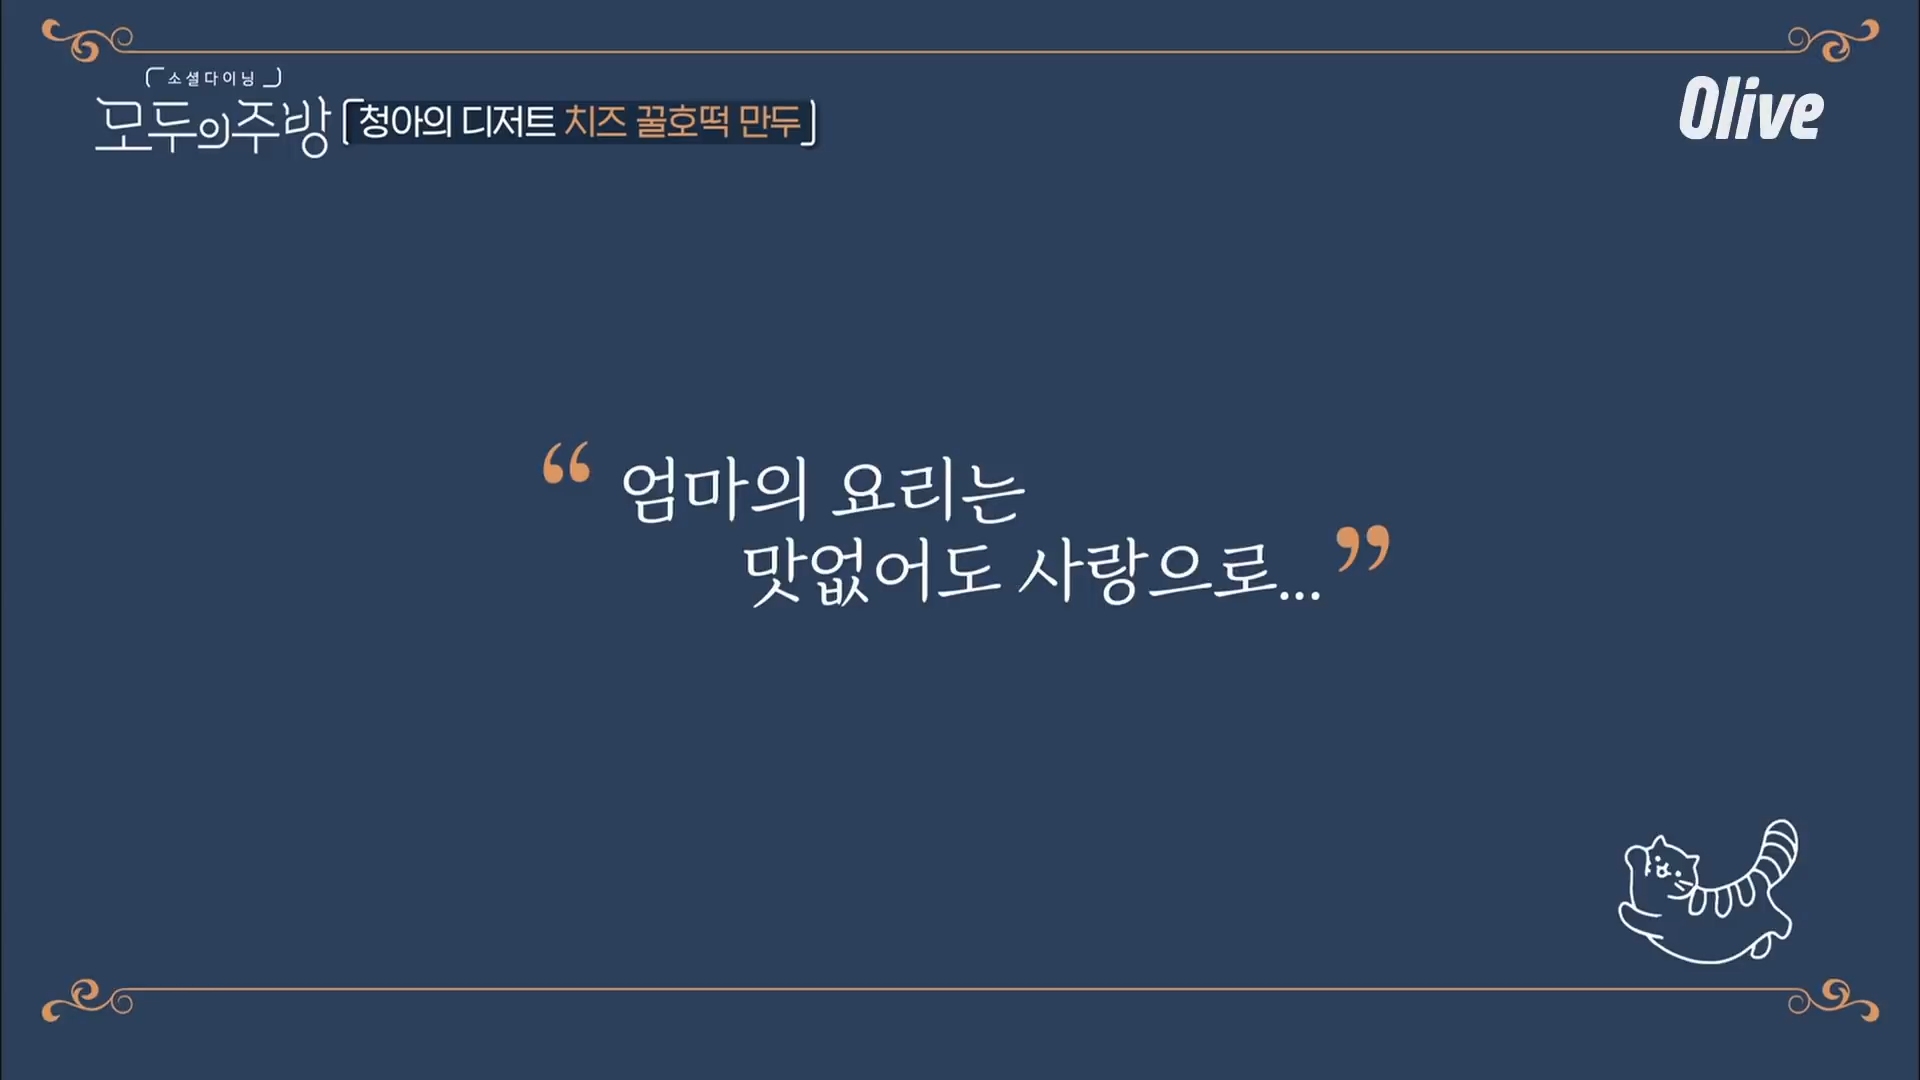 소셜다이닝
모두의주방
청아의 디저트 치즈 꿀호떡 만두
Olive
“ 엄마의 요리는
맛없어도 사랑으로... ”